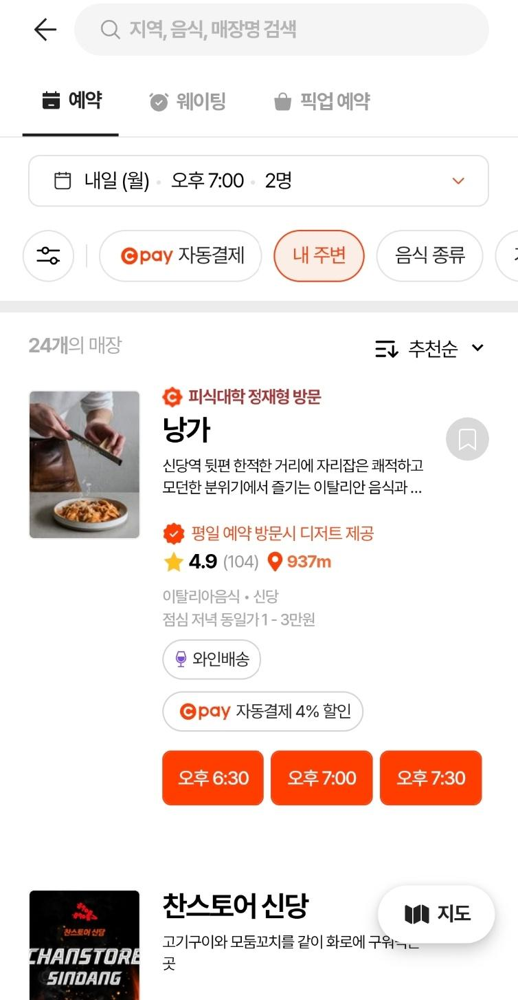 지역, 음식, 매장명 검색
예약 웨이팅 픽업 예약
내일 (월) • 오후 7:00 • 2명
pay 자동결제 내 주변 음식 종류
24개의 매장 추천순
피식대학 정재형 방문
낭가
신당역 뒷편 한적한 거리에 자리잡은 쾌적하고
모던한 분위기에서 즐기는 이탈리안 음식과 ...
평일 예약 방문시 디저트 제공
4.9 (104) 937m
이탈리아음식 • 신당
점심 저녁 동일가 1 - 3만원
와인배송
pay 자동결제 4% 할인
오후 6:30 오후 7:00 오후 7:30
찬스토어 신당
지도
고기구이와 모둠꼬치를 같이 화로에
곳
찬스토어 신당
CHANSTORE
SINDANG